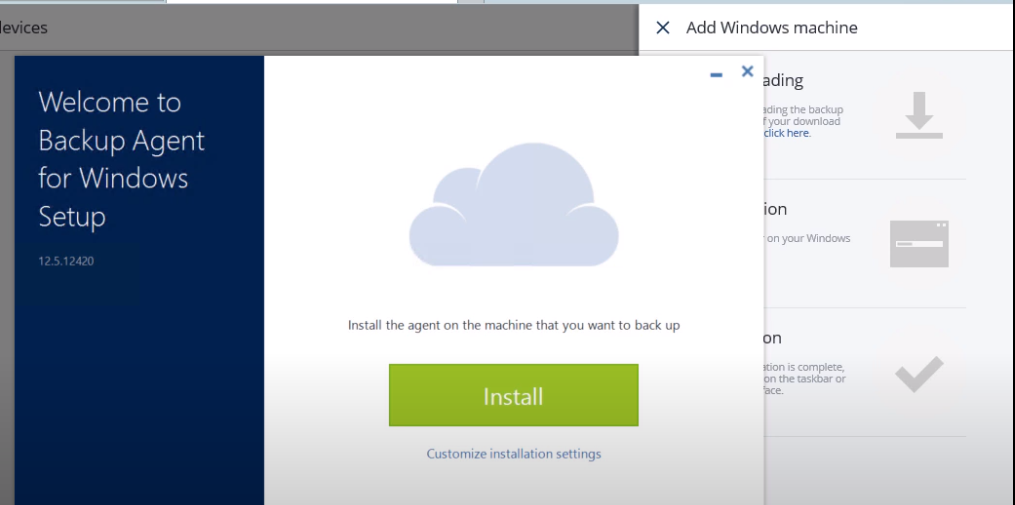 devices
Add Windows machine
Welcome to
Backup Agent
for Windows
Setup
12.5.12420
Install the agent on the machine that you want to back up
Install
Customize installation settings
ading
ading the backup
f your download
click here.
ion
on your Windows
on
ation is complete,
on the taskbar or
face.